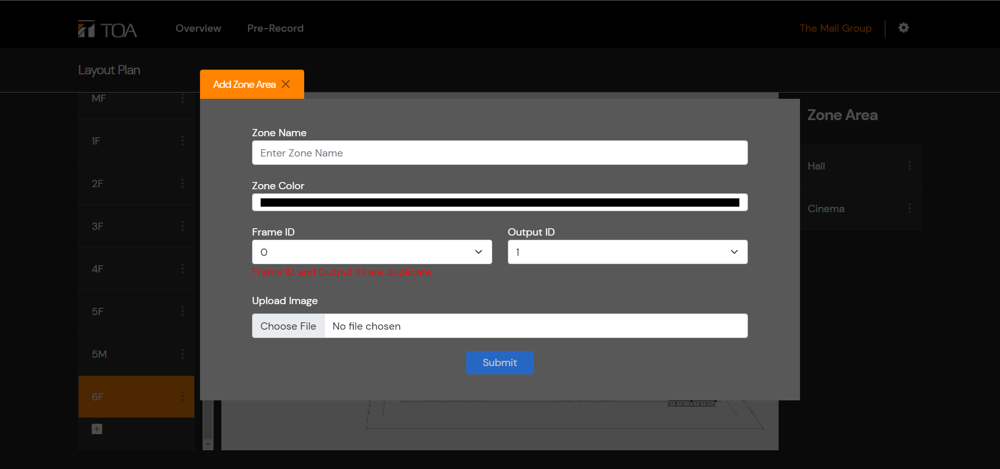 TOA
Overview
Pre-Record
The Mall Group
Layout Plan
Add Zone Area
MF
1F
2F
3F
4F
5F
5M
6F
Zone Name
Enter Zone Name
Zone Color
Frame ID
Output ID
0
1
Frame ID and Output ID are duplicate
Upload Image
Choose File
No file chosen
Submit
Zone Area
Hall
Cinema